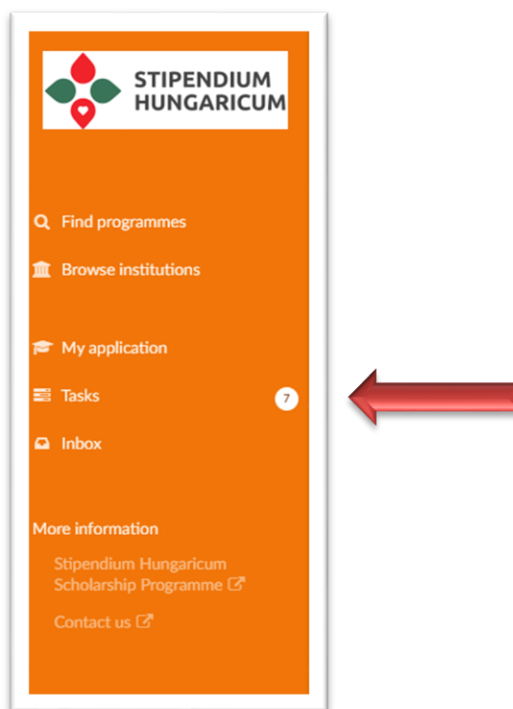 STIPENDIUM
HUNGARICUM
Find programmes
Browse institutions
My application
Tasks 7
Inbox
More information
Stipendium Hungaricum
Scholarship Programme
Contact us